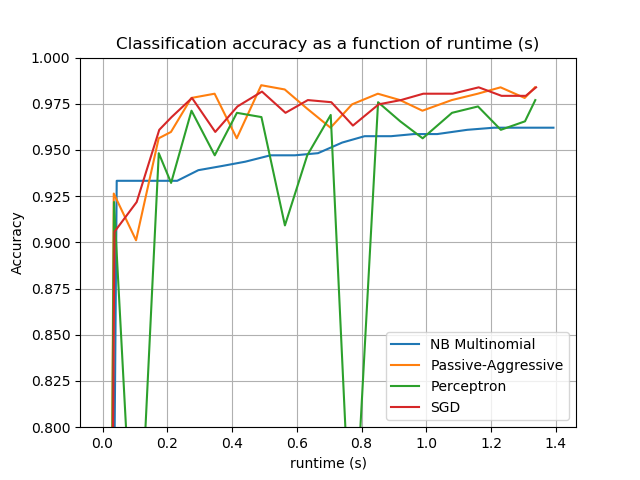 Classification accuracy as a function of runtime (s)
Accuracy
1.000
0.975
0.950
0.925
0.900
0.875
0.850
0.825
0.800
NB Multinomial
Passive-Aggressive
Perceptron
SGD
0.0 0.2 0.4 0.6 0.8 1.0 1.2 1.4
runtime (s)